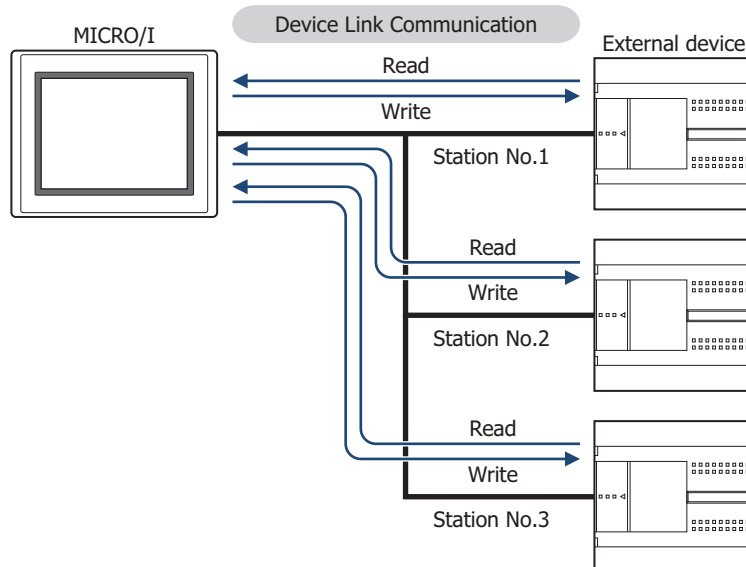 Device Link Communication
MICRO/I
External device
Read
Write
Station No.1
Read
Write
Station No.2
Read
Write
Station No.3